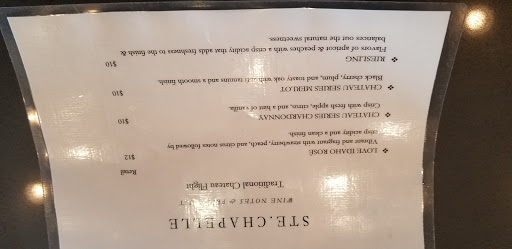 STE. CHAPELLE
WINE NOTES &
Traditional Chateau Flight
Retail
❖ LOVE IDAHO ROSÉ $12
Vibrant and fragrant with strawberry, peach, and citrus notes followed by
crisp acidity and a clean finish.
❖ CHATEAU SERIES CHARDONNAY $10
Crisp with fresh apple, citrus, and a hint of vanilla.
❖ CHATEAU SERIES MERLOT $10
Black cherry, plum, and toasty oak with soft tannins and a smooth finish.
❖ RIESLING $10
Flavors of apricot & peaches with a crisp acidity that adds freshness to the finish &
balances out the natural sweetness.